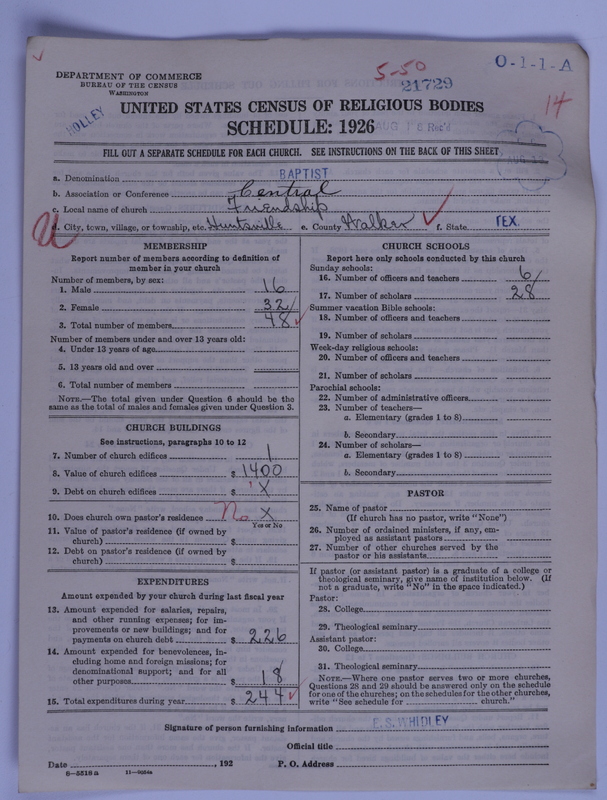 5-50
O-1-1-A
DEPARTMENT OF COMMERCE
BUREAU OF THE CENSUS
WASHINGTON
21729
14
HOLLEY
UNITED STATES CENSUS OF RELIGIOUS BODIES
SCHEDULE: 1926
AUG 16 Rec'd
FILL OUT A SEPARATE SCHEDULE FOR EACH CHURCH. SEE INSTRUCTIONS ON THE BACK OF THIS SHEET
a. Denomination BAPTIST
b. Association or Conference Central
c. Local name of church Friendship
d. City, town, village, or township, etc. Huntsville e. County Walker f. State TEX.
MEMBERSHIP
Report number of members according to definition of
member in your church
Number of members, by sex:
1. Male 16
2. Female 32
3. Total number of members 48
Number of members under and over 13 years old:
4. Under 13 years of age
5. 13 years old and over
6. Total number of members
NOTE.—The total given under Question 6 should be the
same as the total of males and females given under Question 3.
CHURCH BUILDINGS
See instructions, paragraphs 10 to 12
7. Number of church edifices 1
8. Value of church edifices $ 1400
9. Debt on church edifices $ X
10. Does church own pastor's residence No X
Yes or No
11. Value of pastor's residence (if owned by
church) $
12. Debt on pastor's residence (if owned by
church) $
EXPENDITURES
Amount expended by your church during last fiscal year
13. Amount expended for salaries, repairs,
and other running expenses; for im-
provements or new buildings; and for
payments on church debt $ 226
14. Amount expended for benevolences, in-
cluding home and foreign missions; for
denominational support; and for all
other purposes $ 18
15. Total expenditures during year $ 244
CHURCH SCHOOLS
Report here only schools conducted by this church
Sunday schools:
16. Number of officers and teachers 6
17. Number of scholars 28
Summer vacation Bible schools:
18. Number of officers and teachers
19. Number of scholars
Week-day religious schools:
20. Number of officers and teachers
21. Number of scholars
Parochial schools:
22. Number of administrative officers
23. Number of teachers—
a. Elementary (grades 1 to 8)
b. Secondary
24. Number of scholars—
a. Elementary (grades 1 to 8)
b. Secondary
PASTOR
25. Name of pastor
(If church has no pastor, write "None")
26. Number of ordained ministers, if any, em-
ployed as assistant pastors
27. Number of other churches served by the
pastor or his assistants
If pastor (or assistant pastor) is a graduate of a college or
theological seminary, give name of institution below. (If
not a graduate, write "No" in the space indicated.)
Pastor:
28. College
29. Theological seminary
Assistant pastor:
30. College
31. Theological seminary
NOTE.—Where one pastor serves two or more churches,
Questions 28 and 29 should be answered only on the schedule
for one of the churches; on the schedules for the other churches,
write "See schedule for church."
Signature of person furnishing information E. S. WHIDLEY
Official title
Date , 192 P. O. Address
8-5518a 11-9054a